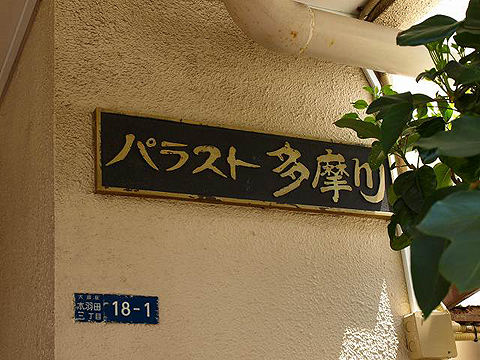 パラスト多摩川
大田区
本羽田
三丁目
18-1